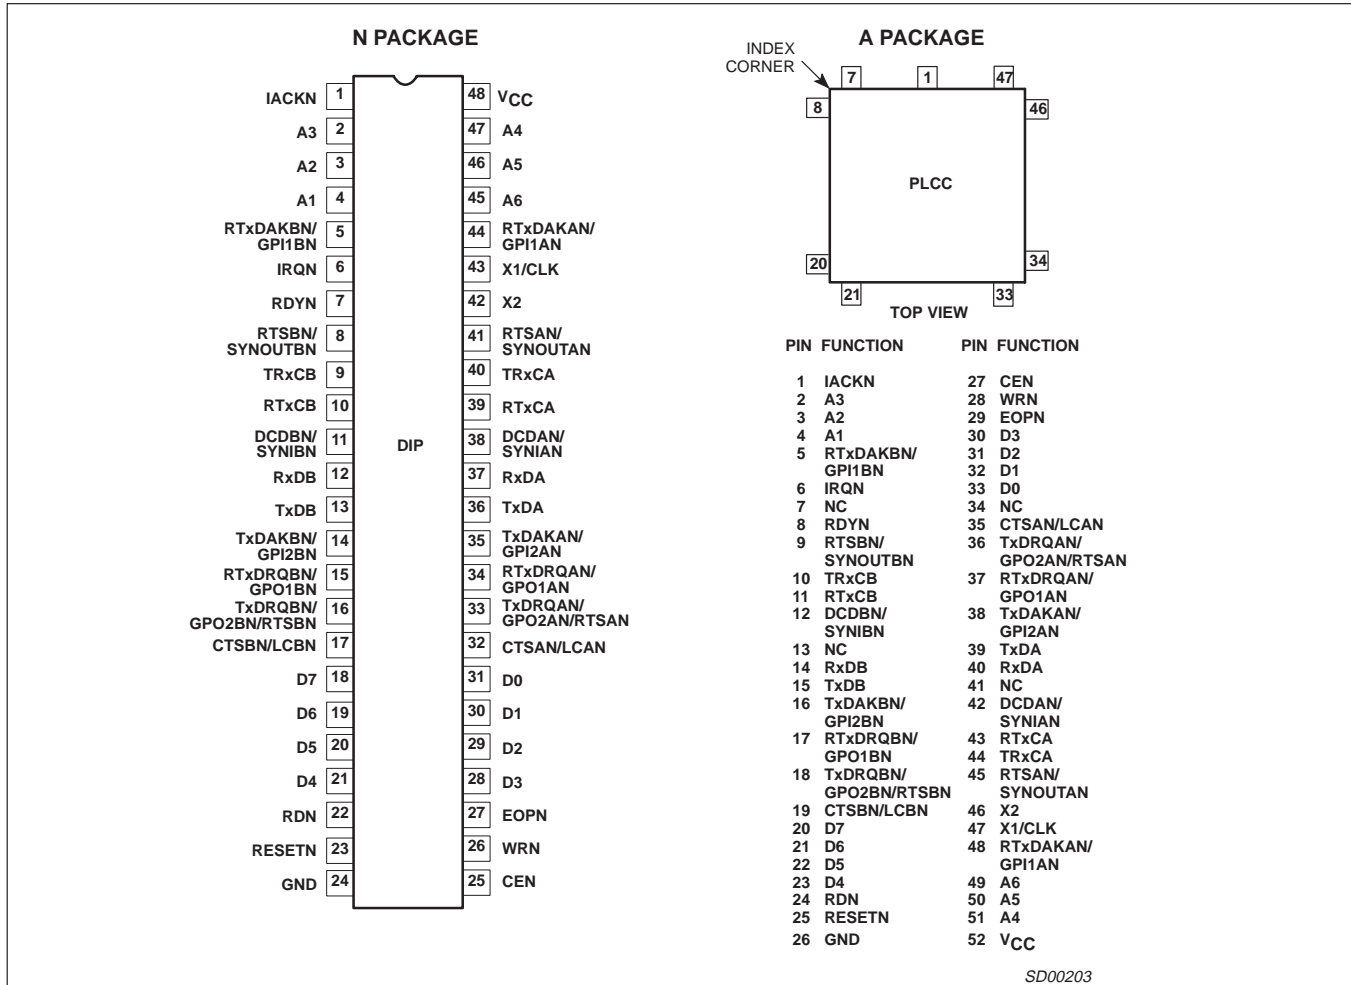 N PACKAGE
IACKN 1
A3 2
A2 3
A1 4
RTxDAKBN/
GPI1BN 5
IRQN 6
RDYN 7
RTSBN/
SYNOUTBN 8
TRxCB 9
RTxCB 10
DCDBN/
SYNIBN 11
RxDB 12
TxDB 13
TxDAKBN/
GPI2BN 14
RTxDRQBN/
GPO1BN 15
TxDRQBN/
GPO2BN/RTSBN 16
CTSBN/LCBN 17
D7 18
D6 19
D5 20
D4 21
RDN 22
RESETN 23
GND 24
DIP
48 VCC
47 A4
46 A5
45 A6
44 RTxDAKAN/
GPI1AN
43 X1/CLK
42 X2
41 RTSAN/
SYNOUTAN
40 TRxCA
39 RTxCA
38 DCDAN/
SYNIAN
37 RxDA
36 TxDA
35 TxDAKAN/
GPI2AN
34 RTxDRQAN/
GPO1AN
33 TxDRQAN/
GPO2AN/RTSAN
32 CTSAN/LCAN
31 D0
30 D1
29 D2
28 D3
27 EOPN
26 WRN
25 CEN
A PACKAGE
INDEX
CORNER
7 1 47
8 46
PLCC
20 34
21 33
TOP VIEW
PIN FUNCTION
1 IACKN
2 A3
3 A2
4 A1
5 RTxDAKBN/
GPI1BN
6 IRQN
7 NC
8 RDYN
9 RTSBN/
SYNOUTBN
10 TRxCB
11 RTxCB
12 DCDBN/
SYNIBN
13 NC
14 RxDB
15 TxDB
16 TxDAKBN/
GPI2BN
17 RTxDRQBN/
GPO1BN
18 TxDRQBN/
GPO2BN/RTSBN
19 CTSBN/LCBN
20 D7
21 D6
22 D5
23 D4
24 RDN
25 RESETN
26 GND
PIN FUNCTION
27 CEN
28 WRN
29 EOPN
30 D3
31 D2
32 D1
33 D0
34 NC
35 CTSAN/LCAN
36 TxDRQAN/
GPO2AN/RTSAN
37 RTxDRQAN/
GPO1AN
38 TxDAKAN/
GPI2AN
39 TxDA
40 RxDA
41 NC
42 DCDAN/
SYNIAN
43 RTxCA
44 TRxCA
45 RTSAN/
SYNOUTAN
46 X2
47 X1/CLK
48 RTxDAKAN/
GPI1AN
49 A6
50 A5
51 A4
52 VCC
SD00203